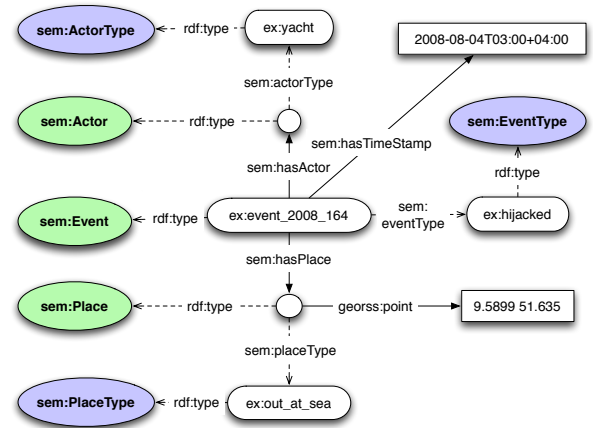 sem:ActorType
rdf:type
ex:yacht
2008-08-04T03:00+04:00
sem:actorType
sem:Actor
rdf:type
sem:hasTimeStamp
sem:EventType
sem:hasActor
rdf:type
sem:Event
rdf:type
ex:event_2008_164
sem:
eventType
ex:hijacked
sem:hasPlace
sem:Place
rdf:type
georss:point
9.5899 51.635
sem:placeType
sem:PlaceType
rdf:type
ex:out_at_sea